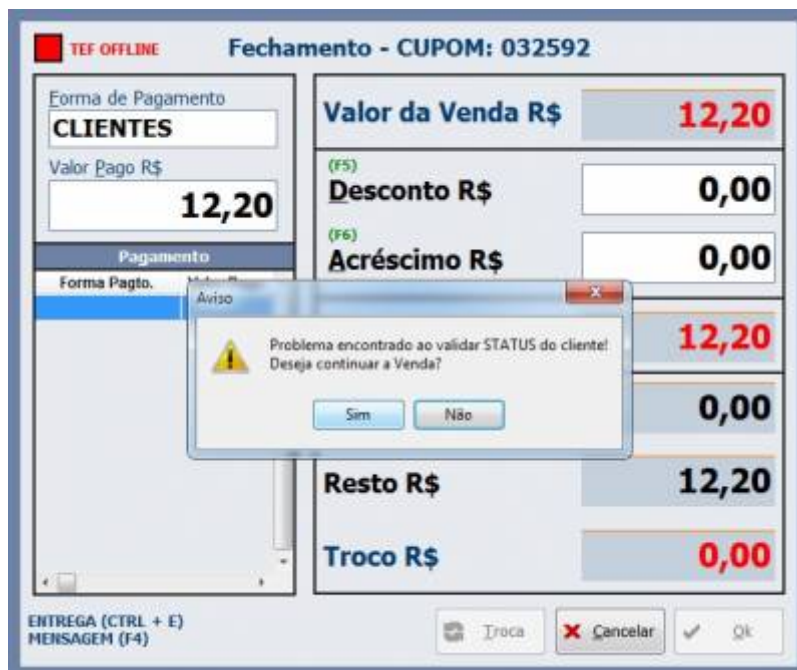 TEF OFFLINE
Fechamento - CUPOM: 032592
Forma de Pagamento
CLIENTES
Valor Pago R$
12,20
Pagamento
Forma Pagto.
Valor da Venda R$
12,20
(F5)
Desconto R$
0,00
(F6)
Acréscimo R$
0,00
12,20
0,00
Aviso
Problema encontrado ao validar STATUS do cliente!
Deseja continuar a Venda?
Sim
Não
Resto R$
12,20
Troco R$
0,00
ENTREGA (CTRL + E)
MENSAGEM (F4)
Troca
Cancelar
Ok